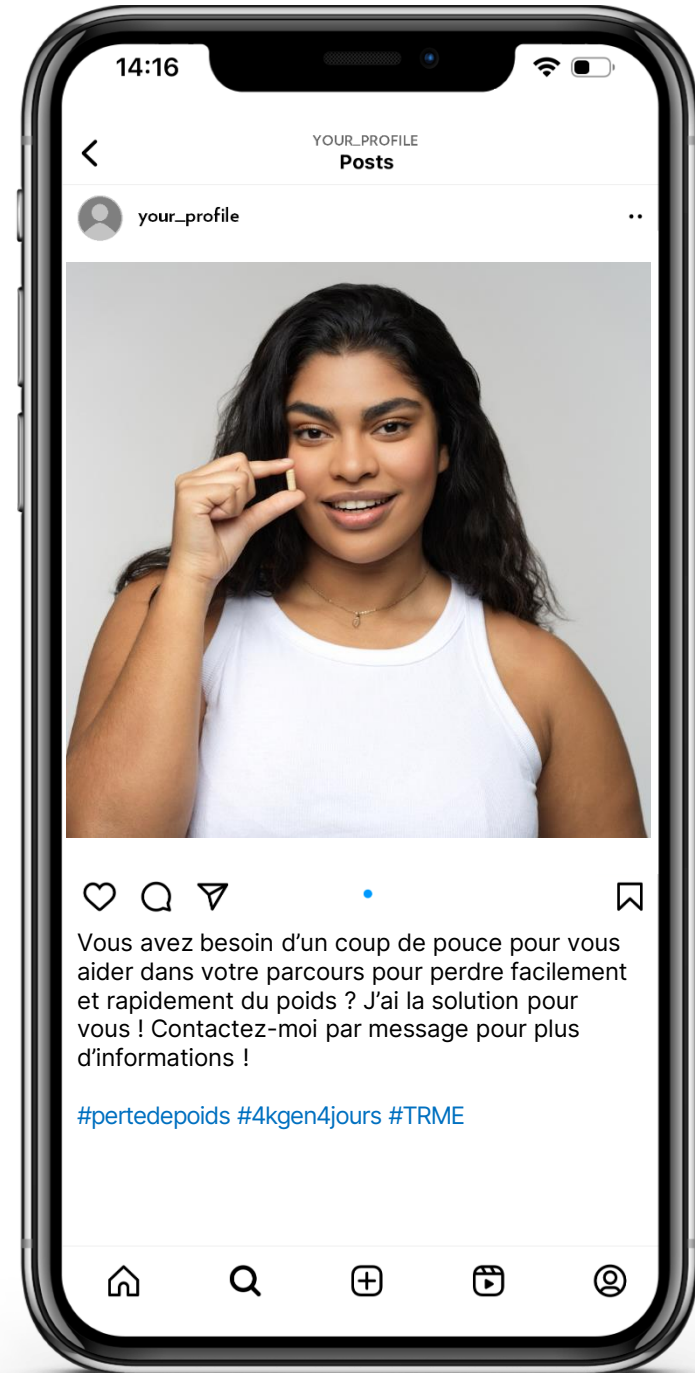 14:16
YOUR_PROFILE
Posts
your_profile
Vous avez besoin d’un coup de pouce pour vous
aider dans votre parcours pour perdre facilement
et rapidement du poids ? J’ai la solution pour
vous ! Contactez-moi par message pour plus
d’informations !
#pertedepoids #4kgen4jours #TRME